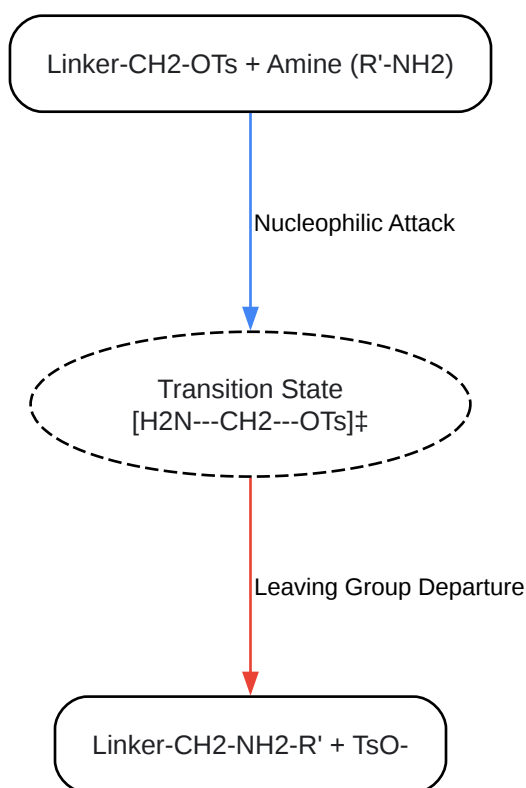 Linker-CH2-OTs + Amine (R'-NH2)
Nucleophilic Attack
Transition State
[H2N---CH2---OTs]‡
Leaving Group Departure
Linker-CH2-NH2-R' + TsO-